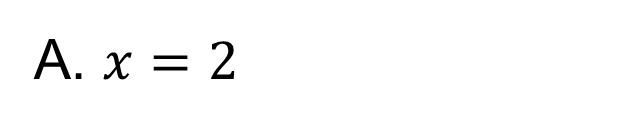 A. 𝑥 = 2